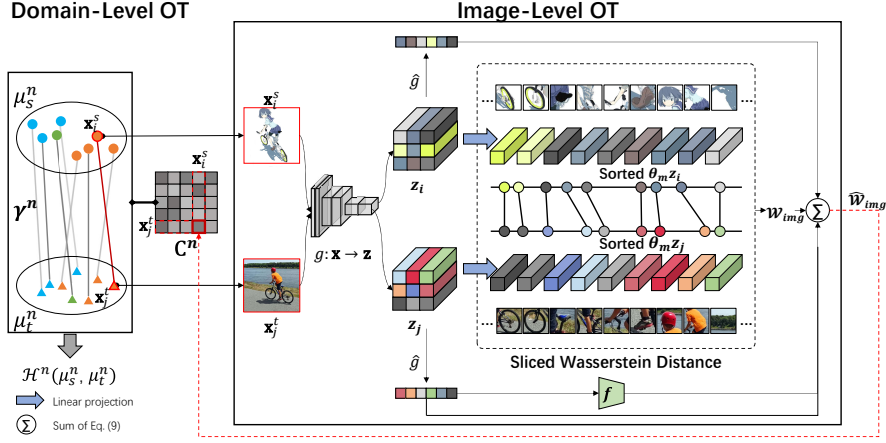 Domain-Level OT
Image-Level OT
μ_s^n
x_i^s
γ^n
x_j^t
μ_t^n
ℋ^n(μ_s^n, μ_t^n)
Linear projection
Σ Sum of Eq. (9)
x_i^s
x_j^t
C^n
x_i^s
x_j^t
g: x → z
ĝ
z_i
z_j
ĝ
...
...
Sorted θ_m z_i
Sorted θ_m z_j
...
...
Sliced Wasserstein Distance
f
𝒲_img
Σ
𝒲̂_img